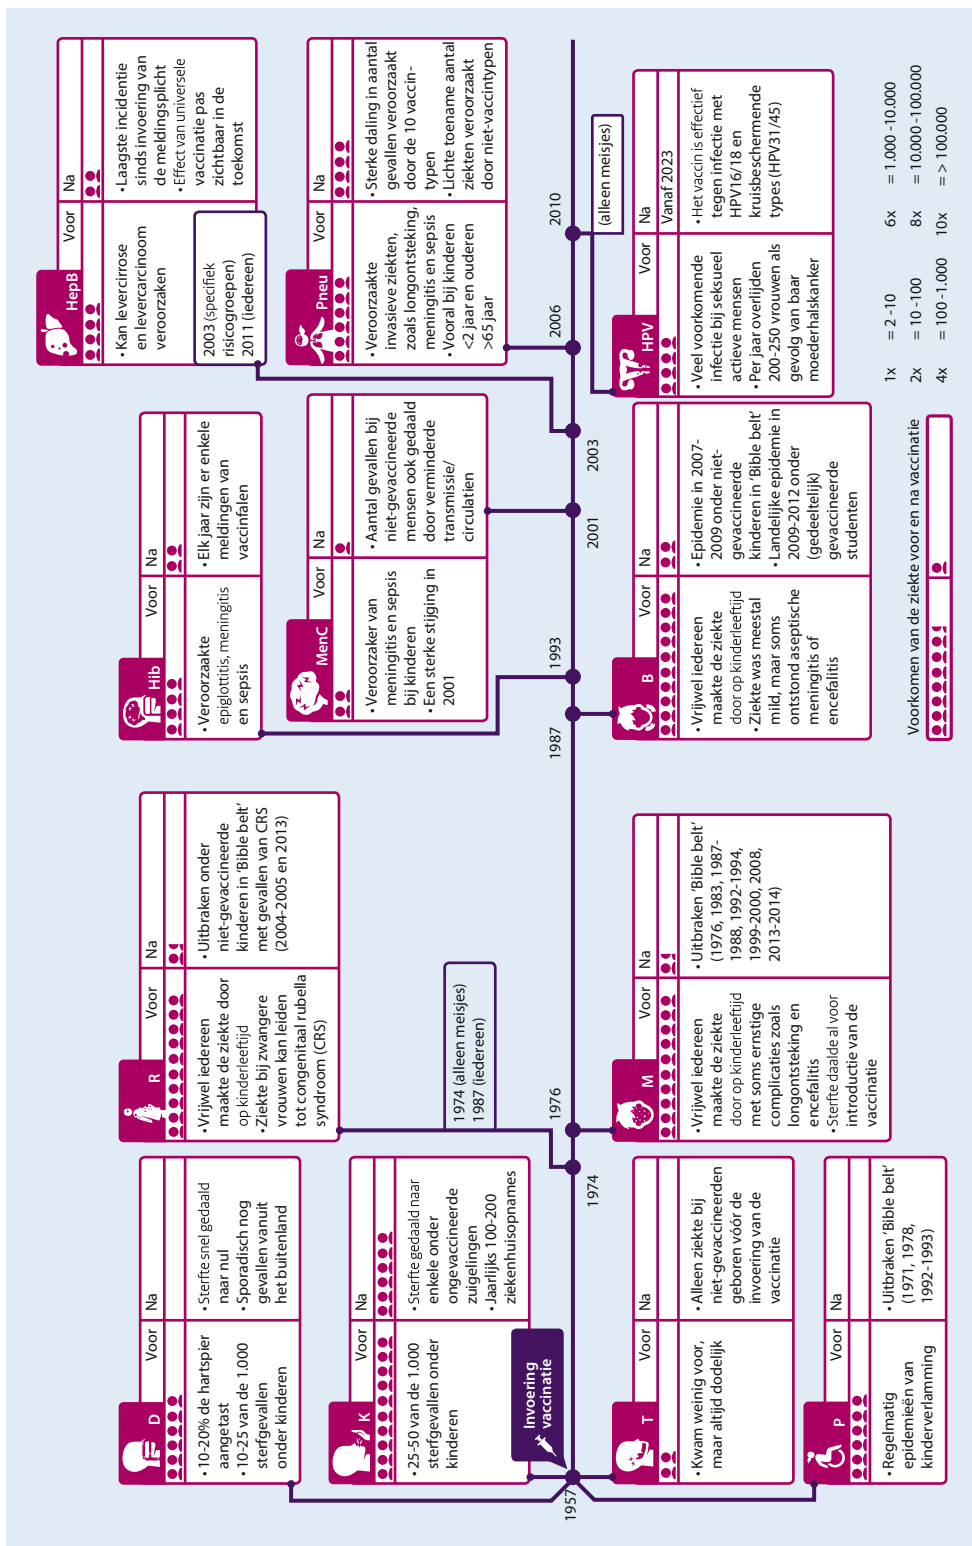 D
Voor
Na
• 10-20% de hartspier
aangetast
• 10-25 van de 1.000
sterfgevallen
onder kinderen
• Sterfte snel gedaald
naar nul
• Sporadisch nog
gevallen vanuit
het buitenland
K
Voor
Na
• 25-50 van de 1.000
sterfgevallen onder
kinderen
• Sterfte gedaald naar
enkele onder
ongevaccineerde
zuigelingen
• Jaarlijks 100-200
ziekenhuisopnames
Invoering
vaccinatie
1957
T
Voor
Na
• Kwam weinig voor,
maar altijd dodelijk
• Alleen ziekte bij
niet-gevaccineerden
geboren vóór de
invoering van de
vaccinatie
P
Voor
Na
• Regelmatig
epidemieën van
kinderverlamming
• Uitbraken ‘Bible belt’
(1971, 1978,
1992-1993)
R
Voor
Na
• Vrijwel iedereen
maakte de ziekte door
op kinderleeftijd
• Ziekte bij zwangere
vrouwen kan leiden
tot congenitaal rubella
syndroom (CRS)
• Uitbraken onder
niet-gevaccineerde
kinderen in ‘Bible belt’
met gevallen van CRS
(2004-2005 en 2013)
1974 (alleen meisjes)
1987 (iedereen)
1974
1976
M
Voor
Na
• Vrijwel iedereen
maakte de ziekte
door op kinderleeftijd
met soms ernstige
complicaties zoals
longontsteking en
encefalitis
• Sterfte daalde al voor
introductie van de
vaccinatie
• Uitbraken ‘Bible belt’
(1976, 1983, 1987-
1988, 1992-1994,
1999-2000, 2008,
2013-2014)
Hib
Voor
Na
• Veroorzaakte
epiglottitis, meningitis
en sepsis
• Elk jaar zijn er enkele
meldingen van
vaccinfalen
MenC
Voor
Na
• Veroorzaker van
meningitis en sepsis
bij kinderen
• Een sterke stijging in
2001
• Aantal gevallen bij
niet-gevaccineerde
mensen ook gedaald
door verminderde
transmissie/
circulatien
1987
1993
2001
2003
B
Voor
Na
• Vrijwel iedereen
maakte de ziekte
door op kinderleeftijd
• Ziekte was meestal
mild, maar soms
ontstond aseptische
meningitis of
encefalitis
• Epidemie in 2007-
2009 onder niet-
gevaccineerde
kinderen in ‘Bible belt’
• Landelijke epidemie in
2009-2012 onder
(gedeeltelijk)
gevaccineerde
studenten
HepB
Voor
Na
• Kan levercirrose
en levercarcinoom
veroorzaken
• Laagste incidentie
sinds invoering van
de meldingsplicht
• Effect van universele
vaccinatie pas
zichtbaar in de
toekomst
2003 (specifiek
risicogroepen)
2011 (iedereen)
Pneu
Voor
Na
• Veroorzaakte
invasieve ziekten,
zoals longontsteking,
meningitis en sepsis
• Vooral bij kinderen
<2 jaar en ouderen
>65 jaar
• Sterke daling in aantal
gevallen veroorzaakt
door de 10 vaccin-
typen
• Lichte toename aantal
ziekten veroorzaakt
door niet-vaccintypen
2006
2010
(alleen meisjes)
HPV
Voor
Na
Vanaf 2023
• Veel voorkomende
infectie bij seksueel
actieve mensen
• Per jaar overlijden
200-250 vrouwen als
gevolg van baar
moederhalskanker
• Het vaccin is effectief
tegen infectie met
HPV16/18 en
kruisbeschermende
types (HPV31/45)
Voorkomen van de ziekte voor en na vaccinatie
1x = 2 -10
2x = 10 -100
4x = 100 -1.000
6x = 1.000 -10.000
8x = 10.000 -100.000
10x = > 100.000